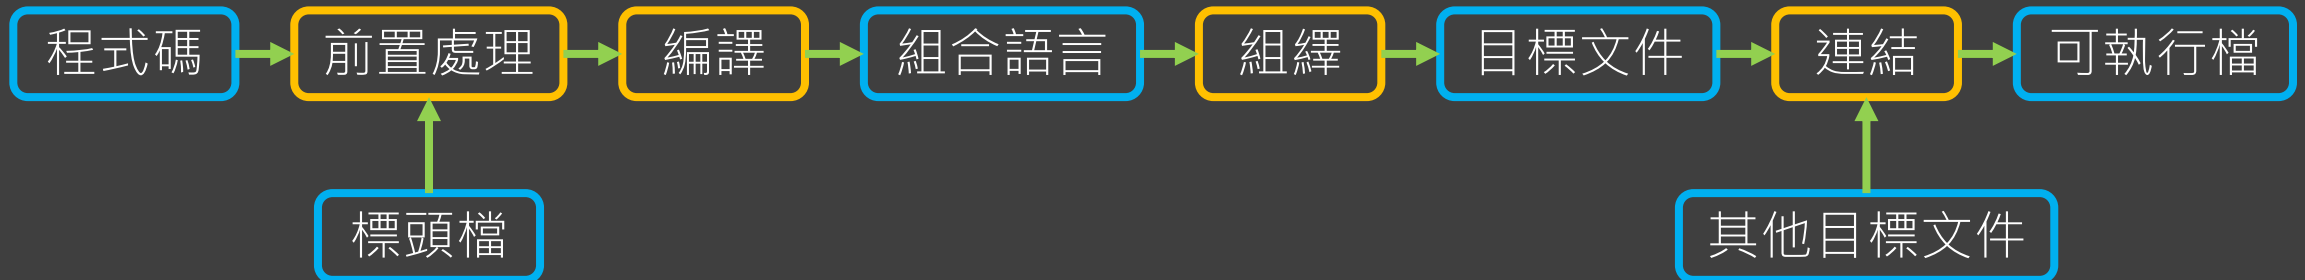 程式碼
前置處理
編譯
組合語言
組繹
目標文件
連結
可執行檔
標頭檔
其他目標文件